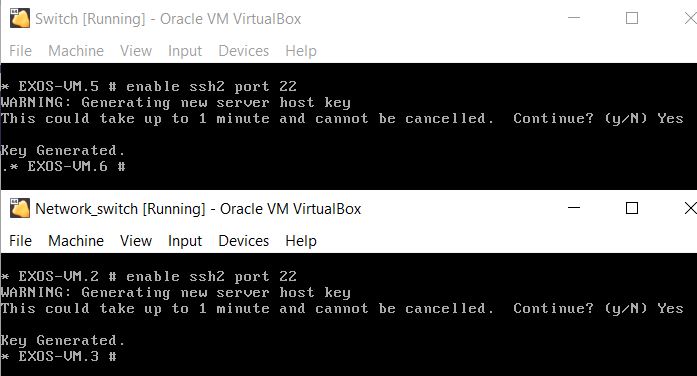 Switch [Running] - Oracle VM VirtualBox
File Machine View Input Devices Help
* EXOS-VM.5 # enable ssh2 port 22
WARNING: Generating new server host key
This could take up to 1 minute and cannot be cancelled. Continue? (y/N) Yes
Key Generated.
.* EXOS-VM.6 #
Network_switch [Running] - Oracle VM VirtualBox
File Machine View Input Devices Help
* EXOS-VM.2 # enable ssh2 port 22
WARNING: Generating new server host key
This could take up to 1 minute and cannot be cancelled. Continue? (y/N) Yes
Key Generated.
* EXOS-VM.3 #